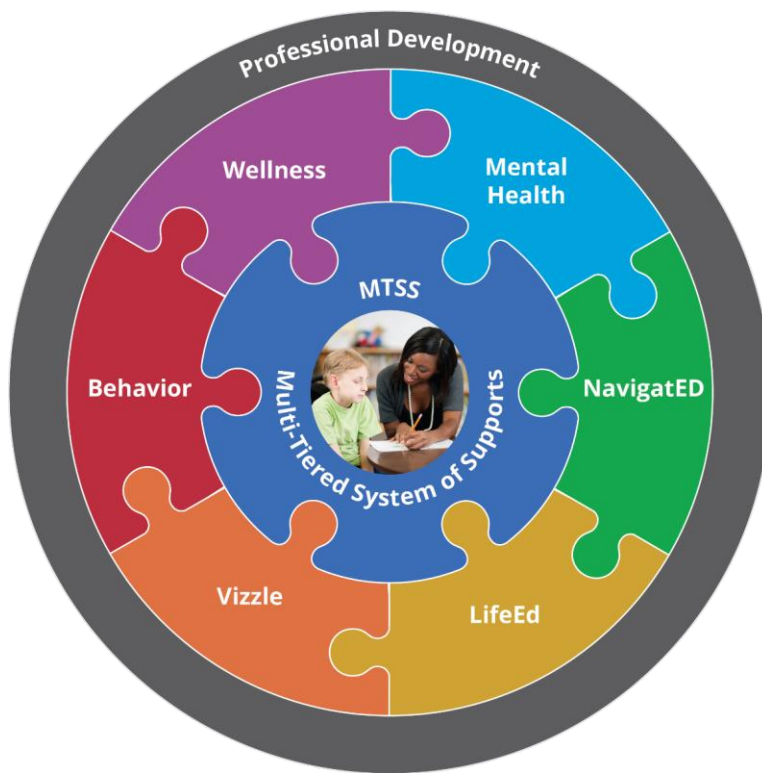 Professional Development
Wellness
Mental
Health
MTSS
Behavior
NavigatED
Multi-Tiered System of Supports
Vizzle
LifeEd